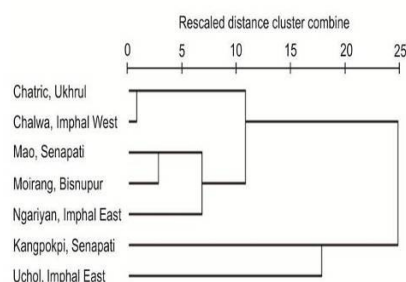 Rescaled distance cluster combine
0 5 10 15 20 25
Chatric, Ukhrul
Chalwa, Imphal West
Mao, Senapati
Moirang, Bisnupur
Ngariyan, Imphal East
Kangpokpi, Senapati
Uchol, Imphal East